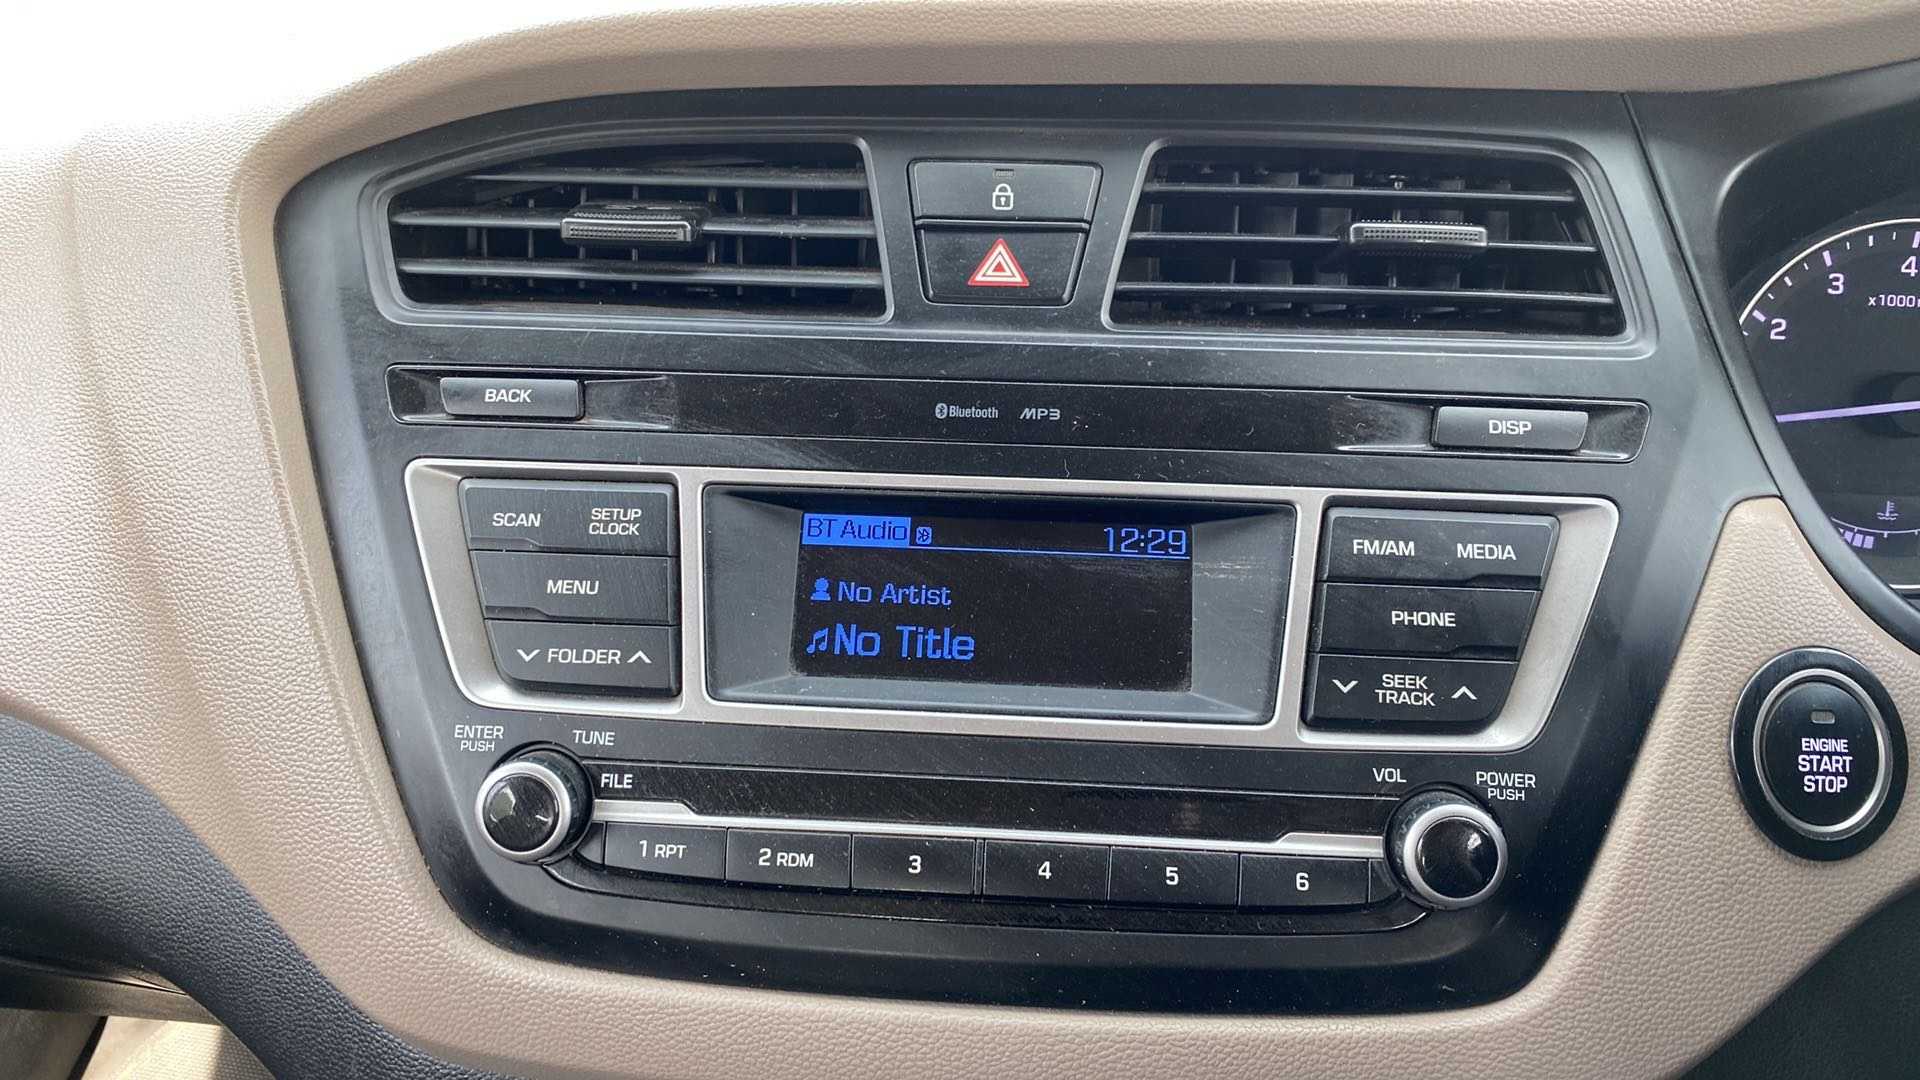 BACK
Bluetooth MP3
DISP
SCAN
SETUP
CLOCK
MENU
FOLDER
BT Audio
12:29
No Artist
No Title
FM/AM
MEDIA
PHONE
SEEK
TRACK
ENTER
PUSH
TUNE
FILE
VOL
POWER
PUSH
1 RPT
2 RDM
3
4
5
6
ENGINE
START
STOP
2
3
4